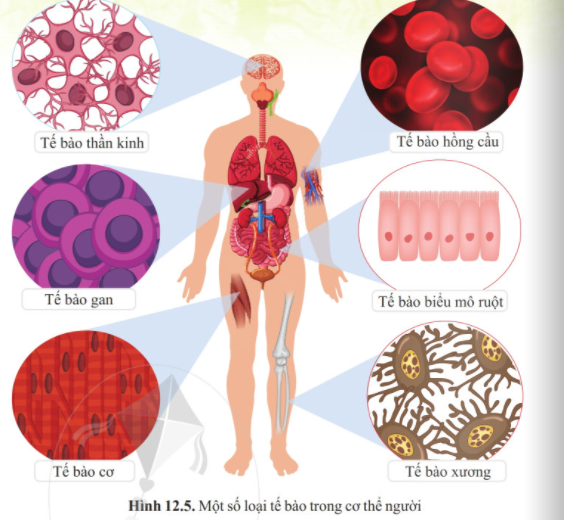 Tế bào thần kinh
Tế bào hồng cầu
Tế bào gan
Tế bào biểu mô ruột
Tế bào cơ
Tế bào xương
Hình 12.5. Một số loại tế bào trong cơ thể người